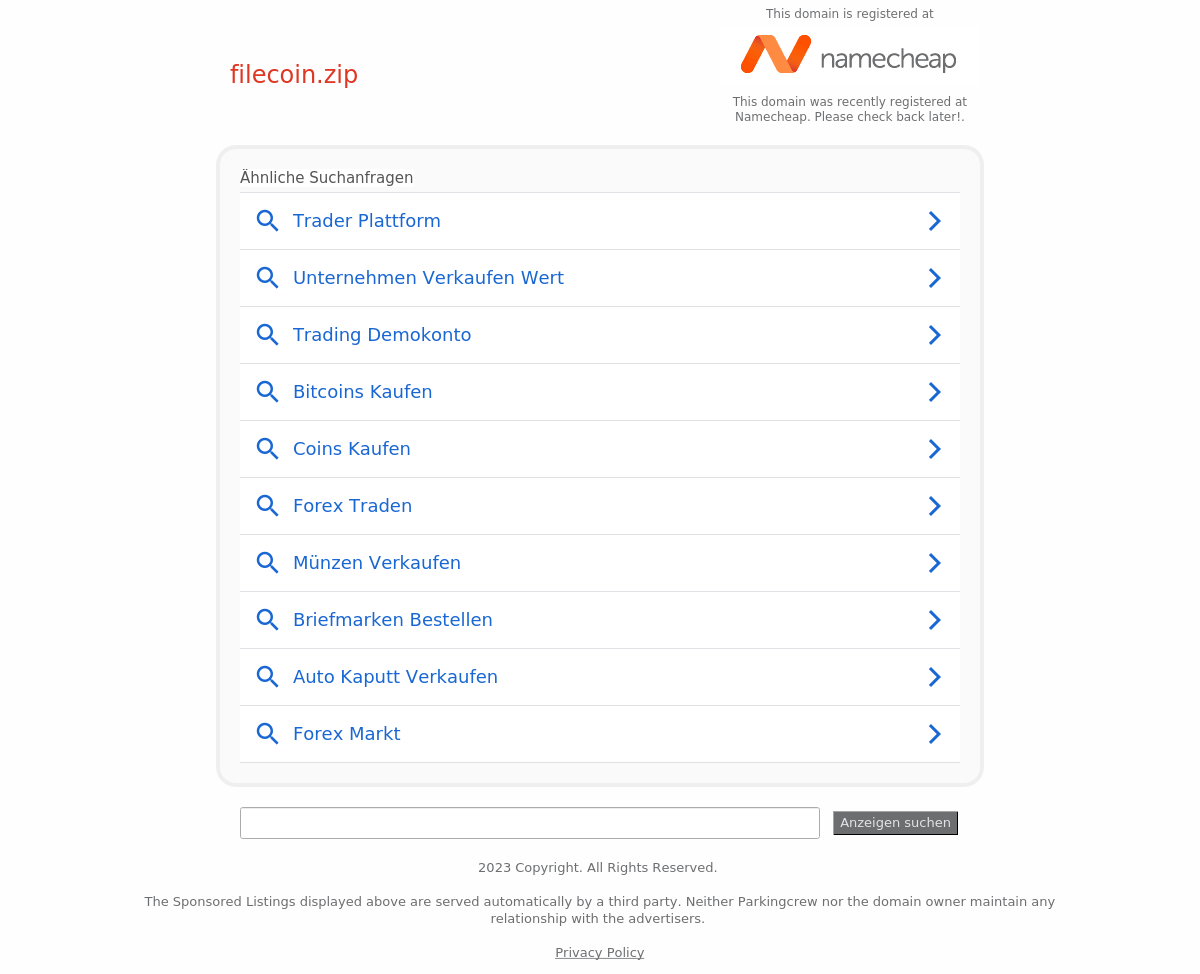 This domain is registered at
filecoin.zip
namecheap
This domain was recently registered at
Namecheap. Please check back later!.
Ähnliche Suchanfragen
Trader Plattform
Unternehmen Verkaufen Wert
Trading Demokonto
Bitcoins Kaufen
Coins Kaufen
Forex Traden
Münzen Verkaufen
Briefmarken Bestellen
Auto Kaputt Verkaufen
Forex Markt
Anzeigen suchen
2023 Copyright. All Rights Reserved.
The Sponsored Listings displayed above are served automatically by a third party. Neither Parkingcrew nor the domain owner maintain any
relationship with the advertisers.
Privacy Policy